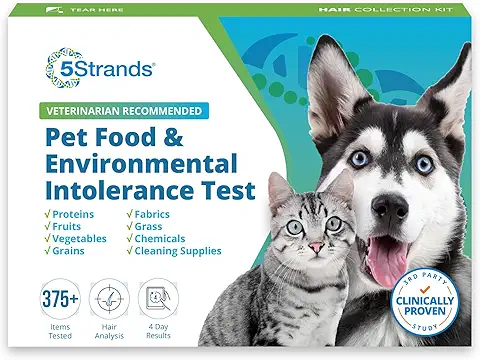 TEAR HERE
HAIR COLLECTION KIT
5Strands®
VETERINARIAN RECOMMENDED
Pet Food &
Environmental
Intolerance Test
√ Proteins
√ Fruits
√ Vegetables
√ Grains
√ Fabrics
√ Grass
√ Chemicals
√ Cleaning Supplies
375+
Items
Tested
Hair
Analysis
4 Day
Results
3RD PARTY
CLINICALLY
PROVEN
STUDY